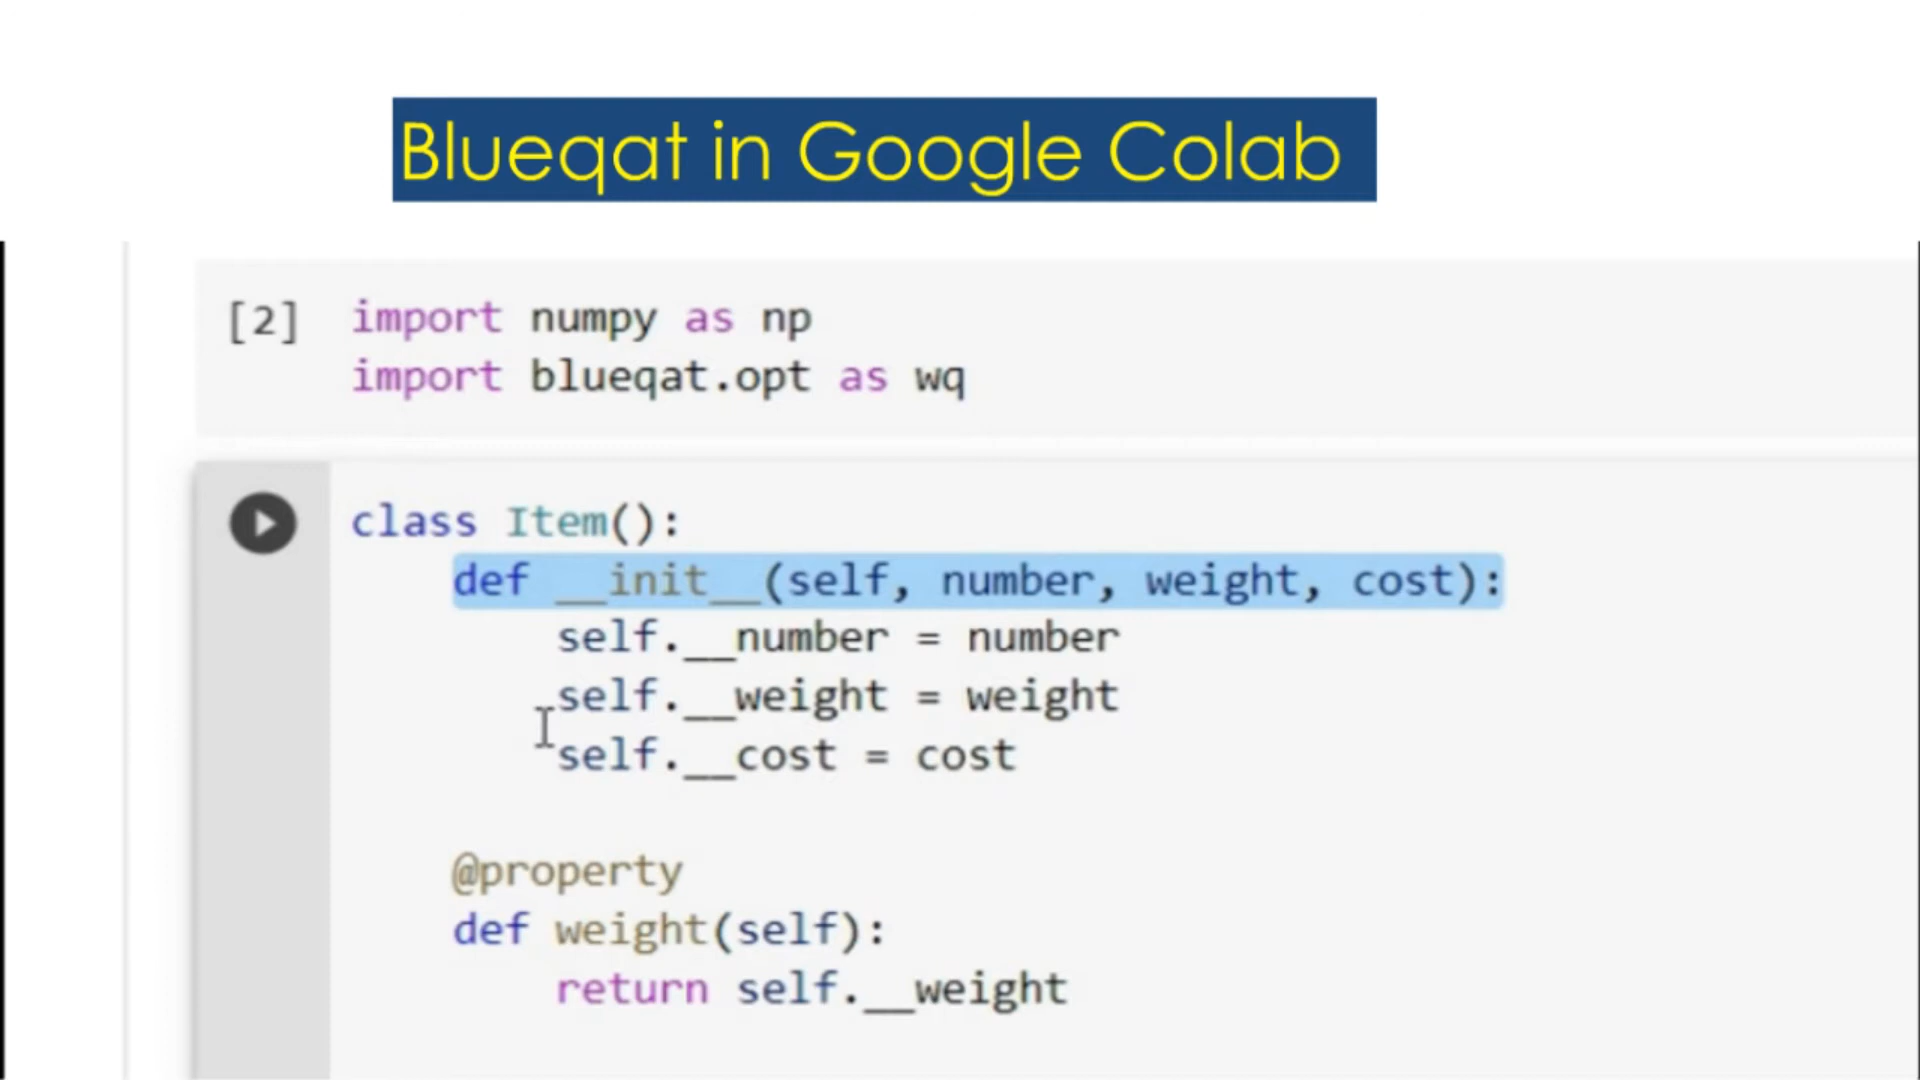 Blueqat in Google Colab
[2] import numpy as np
import blueqat.opt as wq
class Item():
def __init__(self, number, weight, cost):
self.__number = number
self.__weight = weight
self.__cost = cost
@property
def weight(self):
return self.__weight